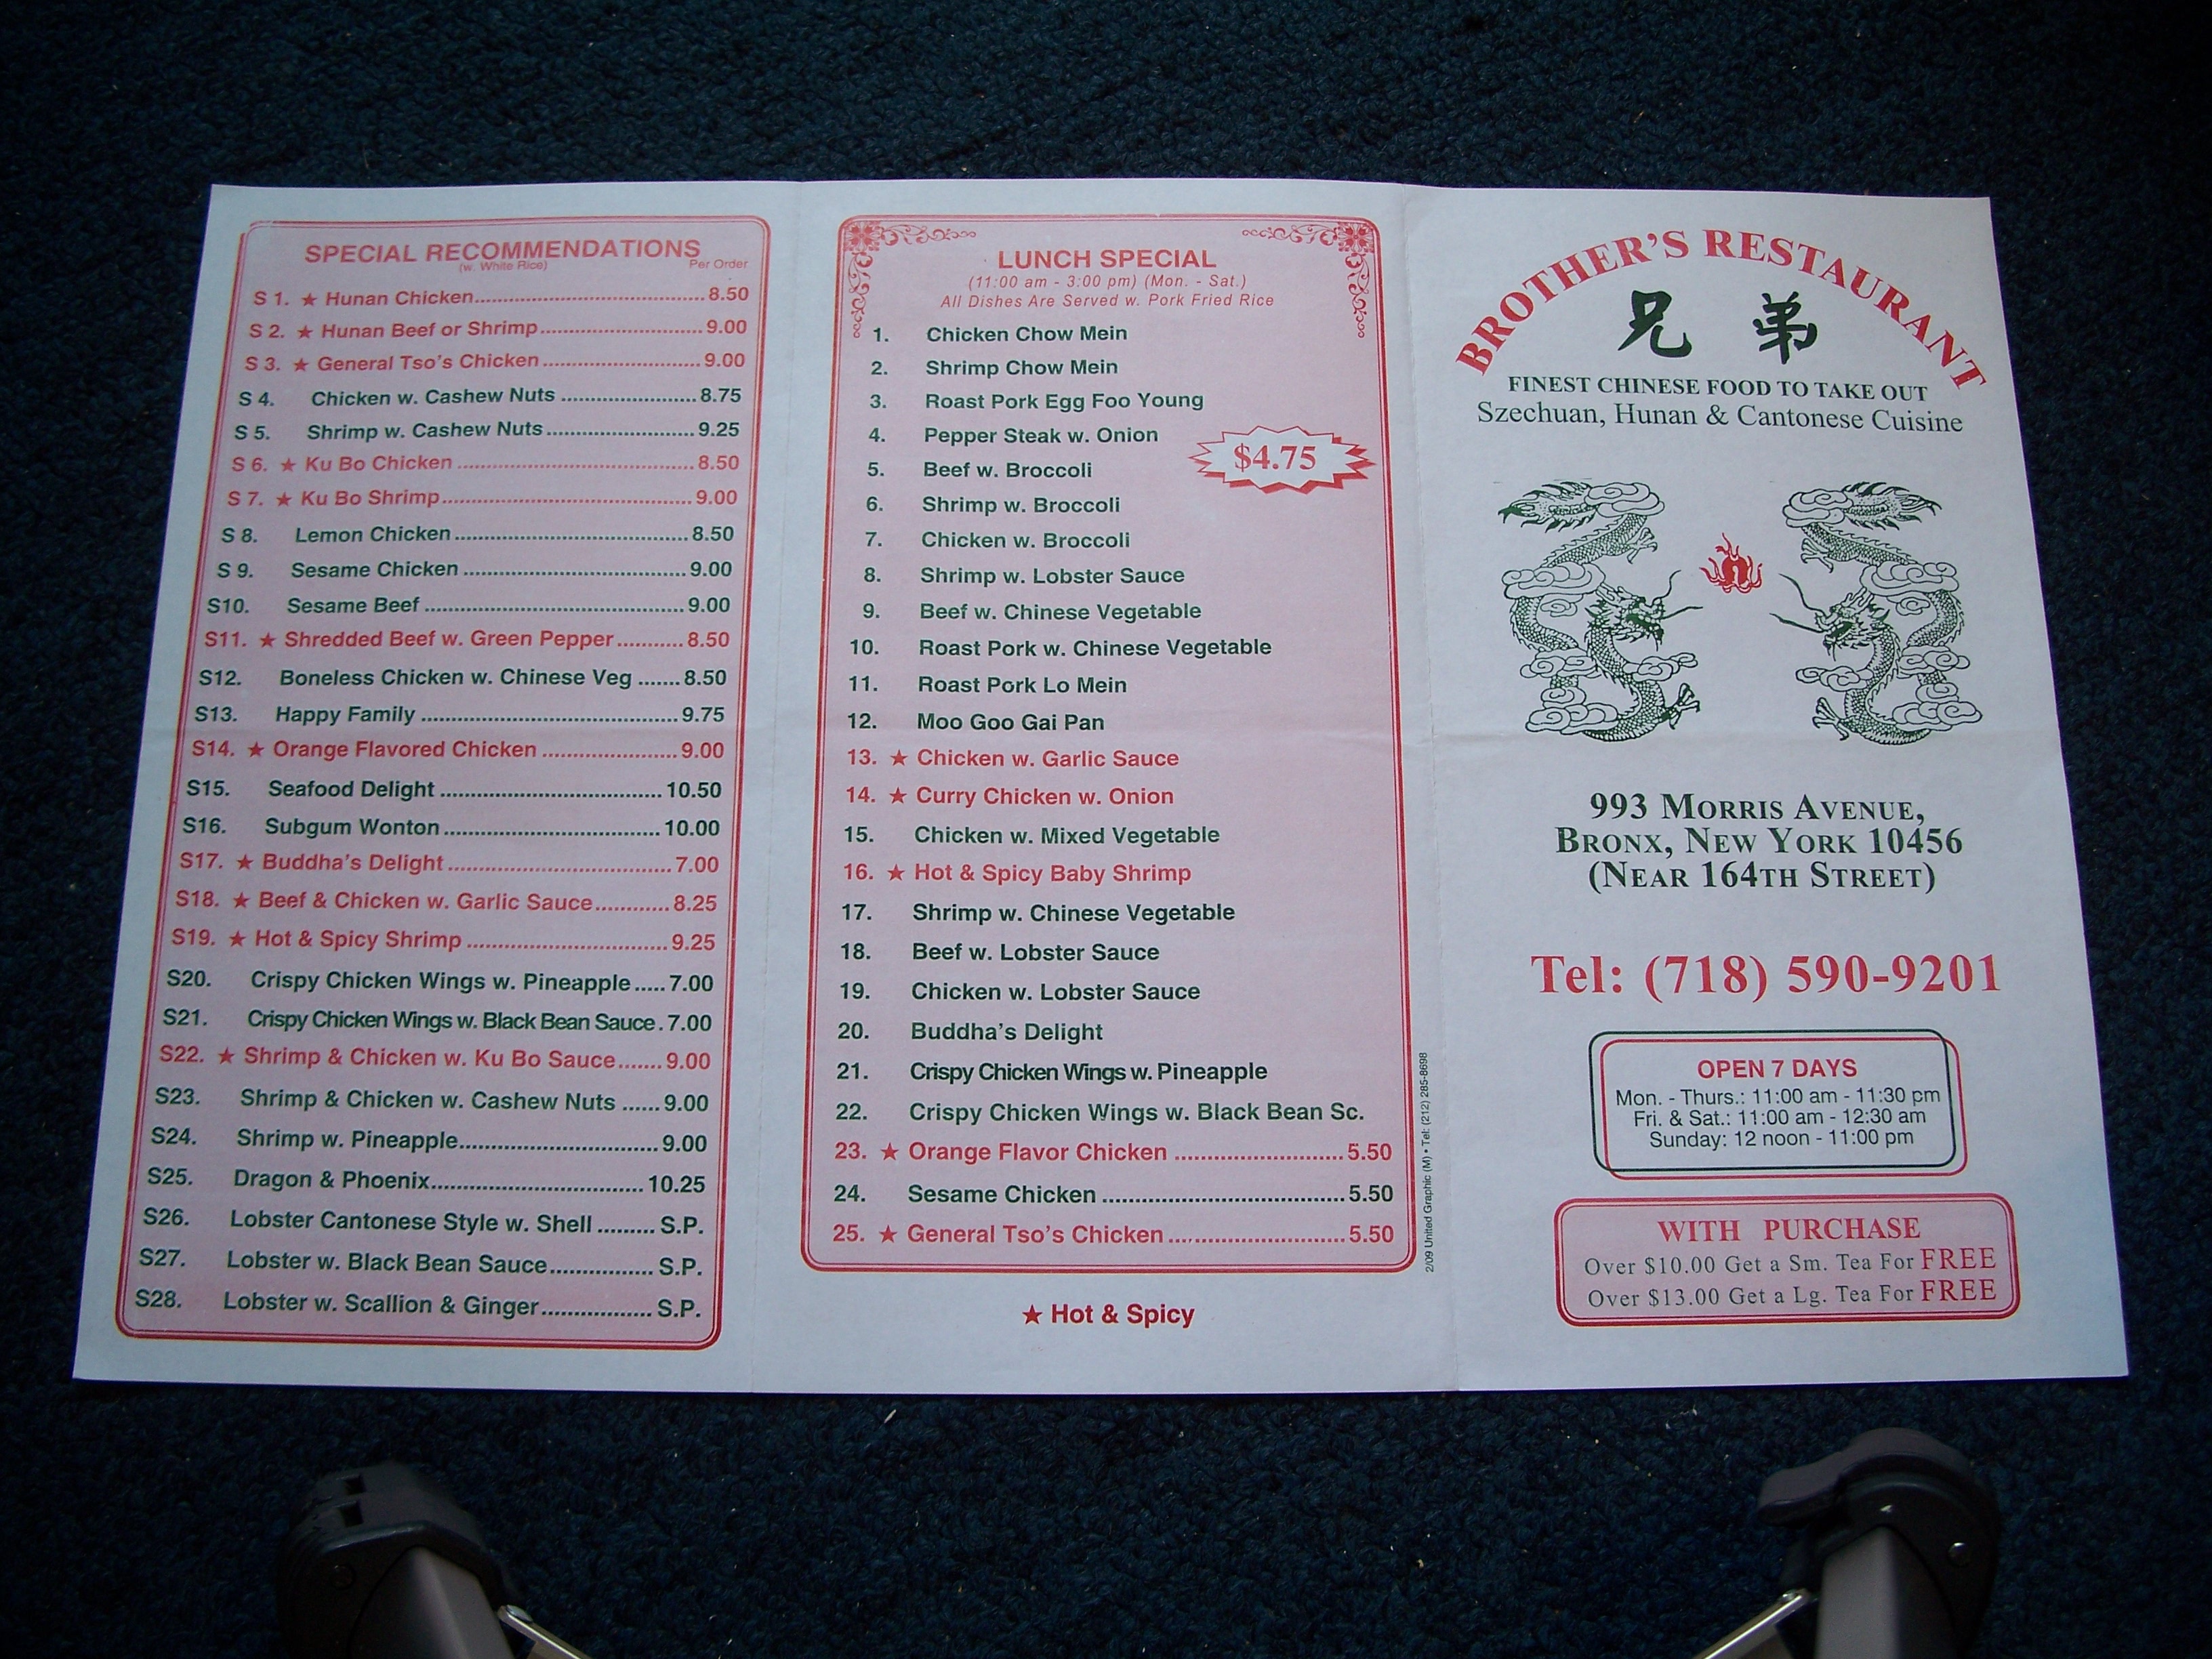 SPECIAL RECOMMENDATIONS
(w. White Rice)
Per Order
S 1. ★ Hunan Chicken 8.50
S 2. ★ Hunan Beef or Shrimp 9.00
S 3. ★ General Tso's Chicken 9.00
S 4. Chicken w. Cashew Nuts 8.75
S 5. Shrimp w. Cashew Nuts 9.25
S 6. ★ Ku Bo Chicken 8.50
S 7. ★ Ku Bo Shrimp 9.00
S 8. Lemon Chicken 8.50
S 9. Sesame Chicken 9.00
S10. Sesame Beef 9.00
S11. ★ Shredded Beef w. Green Pepper 8.50
S12. Boneless Chicken w. Chinese Veg 8.50
S13. Happy Family 9.75
S14. ★ Orange Flavored Chicken 9.00
S15. Seafood Delight 10.50
S16. Subgum Wonton 10.00
S17. ★ Buddha's Delight 7.00
S18. ★ Beef & Chicken w. Garlic Sauce 8.25
S19. ★ Hot & Spicy Shrimp 9.25
S20. Crispy Chicken Wings w. Pineapple 7.00
S21. Crispy Chicken Wings w. Black Bean Sauce 7.00
S22. ★ Shrimp & Chicken w. Ku Bo Sauce 9.00
S23. Shrimp & Chicken w. Cashew Nuts 9.00
S24. Shrimp w. Pineapple 9.00
S25. Dragon & Phoenix 10.25
S26. Lobster Cantonese Style w. Shell S.P.
S27. Lobster w. Black Bean Sauce S.P.
S28. Lobster w. Scallion & Ginger S.P.
LUNCH SPECIAL
(11:00 am - 3:00 pm) (Mon. - Sat.)
All Dishes Are Served w. Pork Fried Rice
1. Chicken Chow Mein
2. Shrimp Chow Mein
3. Roast Pork Egg Foo Young
4. Pepper Steak w. Onion
$4.75
5. Beef w. Broccoli
6. Shrimp w. Broccoli
7. Chicken w. Broccoli
8. Shrimp w. Lobster Sauce
9. Beef w. Chinese Vegetable
10. Roast Pork w. Chinese Vegetable
11. Roast Pork Lo Mein
12. Moo Goo Gai Pan
13. ★ Chicken w. Garlic Sauce
14. ★ Curry Chicken w. Onion
15. Chicken w. Mixed Vegetable
16. ★ Hot & Spicy Baby Shrimp
17. Shrimp w. Chinese Vegetable
18. Beef w. Lobster Sauce
19. Chicken w. Lobster Sauce
20. Buddha's Delight
21. Crispy Chicken Wings w. Pineapple
22. Crispy Chicken Wings w. Black Bean Sc.
23. ★ Orange Flavor Chicken 5.50
24. Sesame Chicken 5.50
25. ★ General Tso's Chicken 5.50
★ Hot & Spicy
2/09 United Graphic (M) • Tel: (212) 285-8698
BROTHER'S RESTAURANT
兄 弟
FINEST CHINESE FOOD TO TAKE OUT
Szechuan, Hunan & Cantonese Cuisine
993 MORRIS AVENUE,
BRONX, NEW YORK 10456
(NEAR 164TH STREET)
Tel: (718) 590-9201
OPEN 7 DAYS
Mon. - Thurs.: 11:00 am - 11:30 pm
Fri. & Sat.: 11:00 am - 12:30 am
Sunday: 12 noon - 11:00 pm
WITH PURCHASE
Over $10.00 Get a Sm. Tea For FREE
Over $13.00 Get a Lg. Tea For FREE